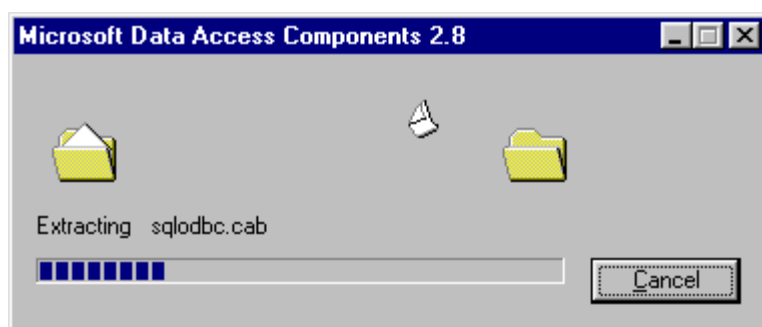 Microsoft Data Access Components 2.8
Extracting sqlodbc.cab
Cancel